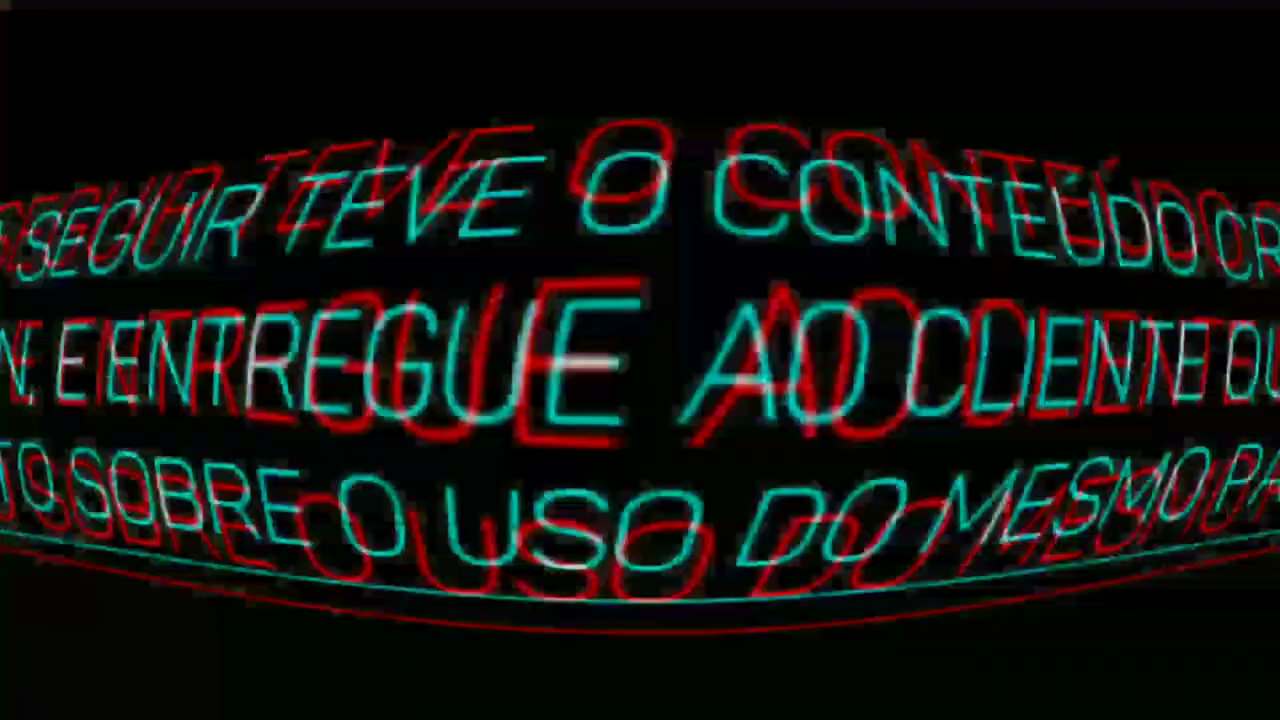 SEGUIR TEVE O CONTEÚDO
E ENTREGUE AO CLIENTE
SOBRE O USO DO MESMO